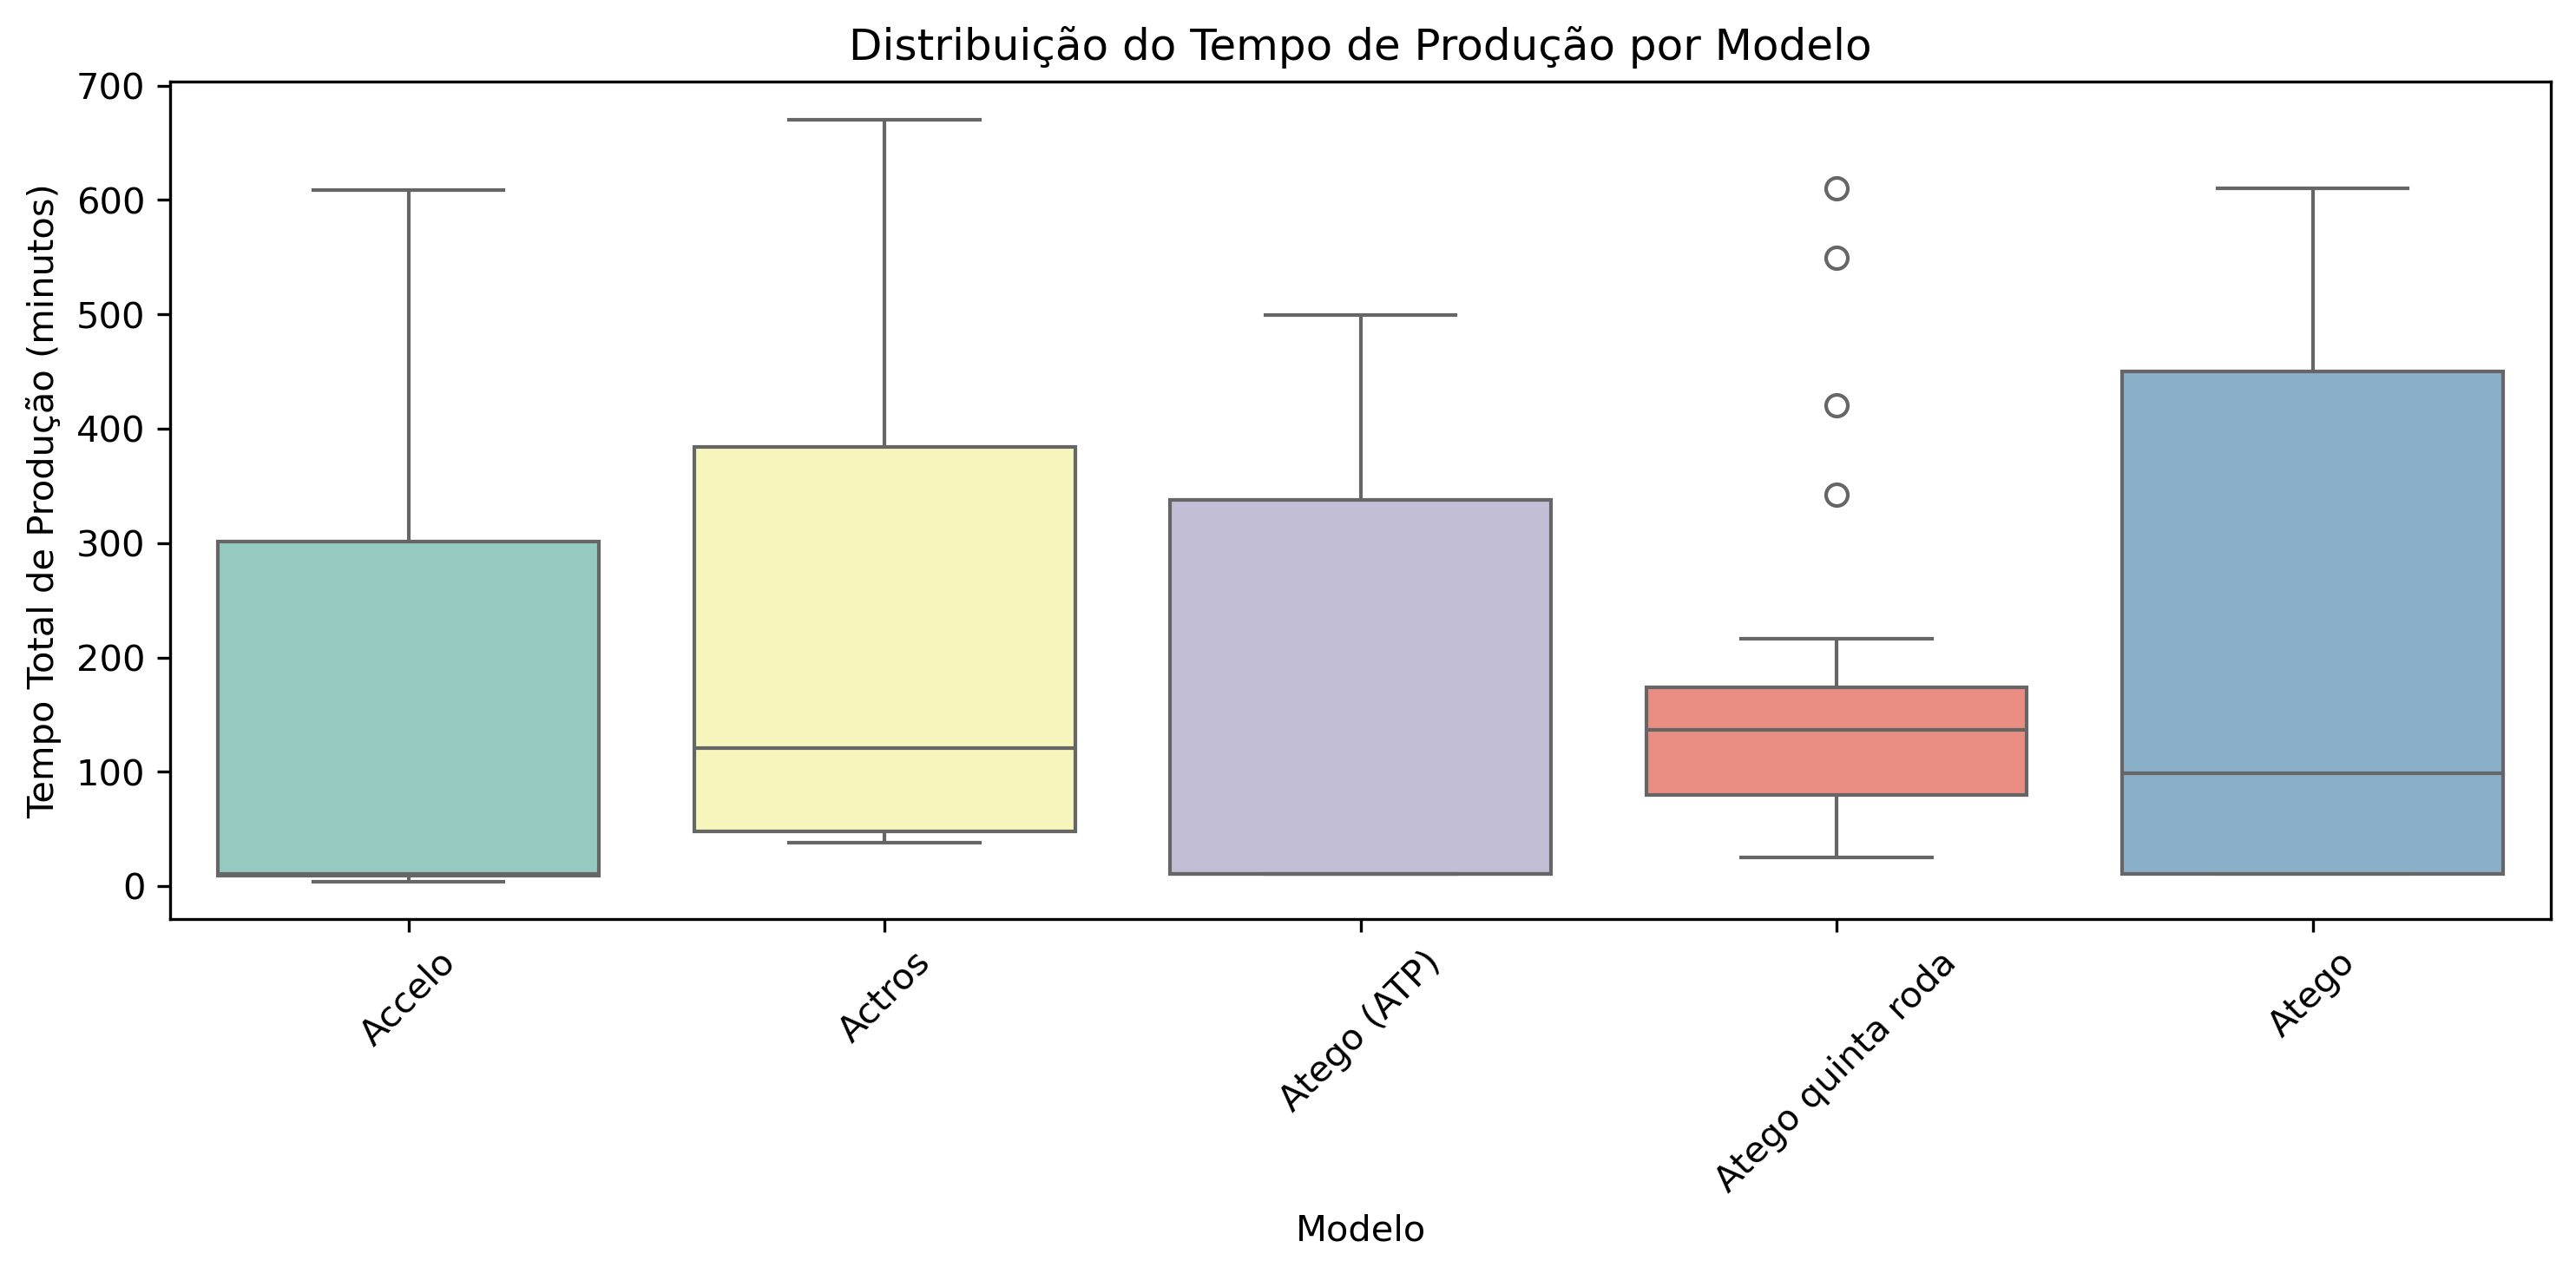 Distribuição do Tempo de Produção por Modelo
Tempo Total de Produção (minutos)
700
600
500
400
300
200
100
0
Accelo
Actros
Atego (ATP)
Atego quinta roda
Atego
Modelo